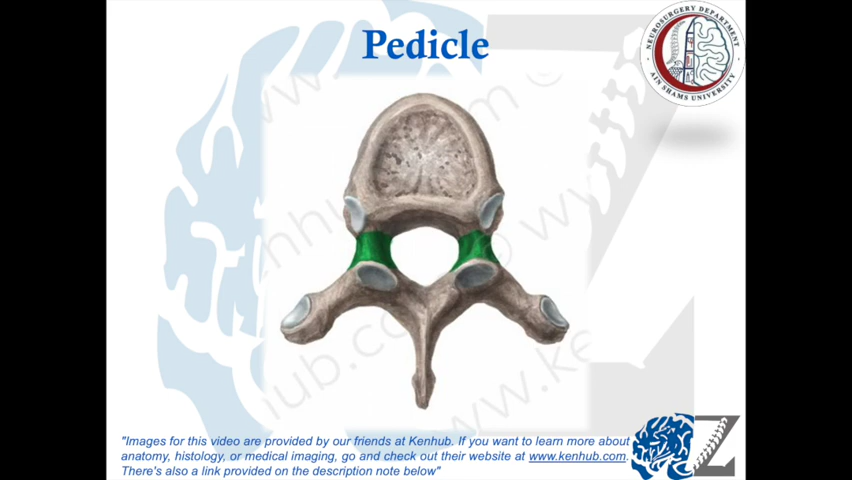 Pedicle
NEUROSURGERY DEPARTMENT
AIN SHAMS UNIVERSITY
"Images for this video are provided by our friends at Kenhub. If you want to learn more about
anatomy, histology, or medical imaging, go and check out their website at www.kenhub.com.
There's also a link provided on the description note below"